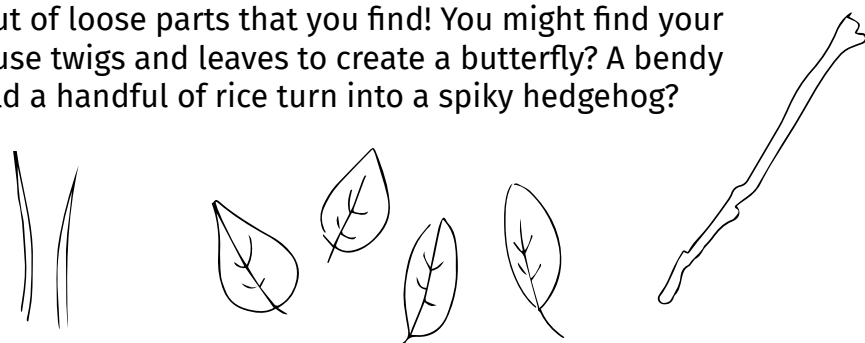 ut of loose parts that you find! You might find your
use twigs and leaves to create a butterfly? A bendy
d a handful of rice turn into a spiky hedgehog?